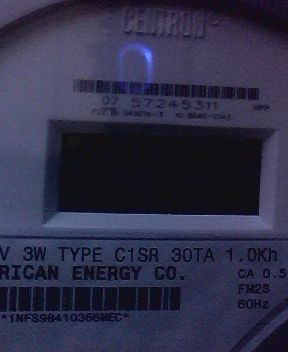 CENTRON
07 57245311
V 3W TYPE C1SR 30TA 1.0Kh
RICAN ENERGY CO.
CA 0.5
FM2S
60Hz
*1NFS98410366MEC*